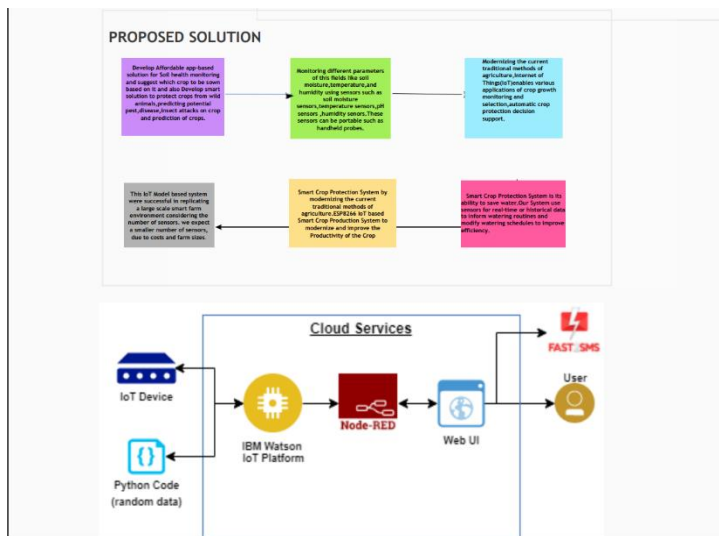 PROPOSED SOLUTION
Develop Affordable app-based
solution for Soil health monitoring
and suggest which crop to be sown
based on it and also Develop smart
solution to protect crops from wild
animals,predicting potential
pest,disease,insect attacks on crop
and prediction of crops.
Monitoring different parameters
of this fields like soil
moisture,temperature,and
humidity using sensors such as
soil moisture
sensors,temperature sensors,pH
sensors ,humidity sonors.These
sensors can be portable such as
handheld probes.
Modernizing the current
traditional methods of
agriculture,Internet of
Things(IoT)enables various
applications of crop growth
monitoring and
selection,automatic crop
protection decision
support.
This IoT Model based system
were successful in replicating
a large scale smart farm
environment considering the
number of sensors. we expect
a smaller number of sensors,
due to costs and farm sizes
Smart Crop Protection System by
modernizing the current
traditional methods of
agriculture.ESP8266 IoT based
Smart Crop Production System to
modernize and improve the
Productivity of the Crop
Smart Crop Protection System is its
ability to save water.Our System use
sensors for real-time or historical data
to inform watering routines and
modify watering schedules to improve
efficiency.
Cloud Services
IoT Device
Python Code
(random data)
IBM Watson
IoT Platform
Node-RED
Web UI
FAST2SMS
User